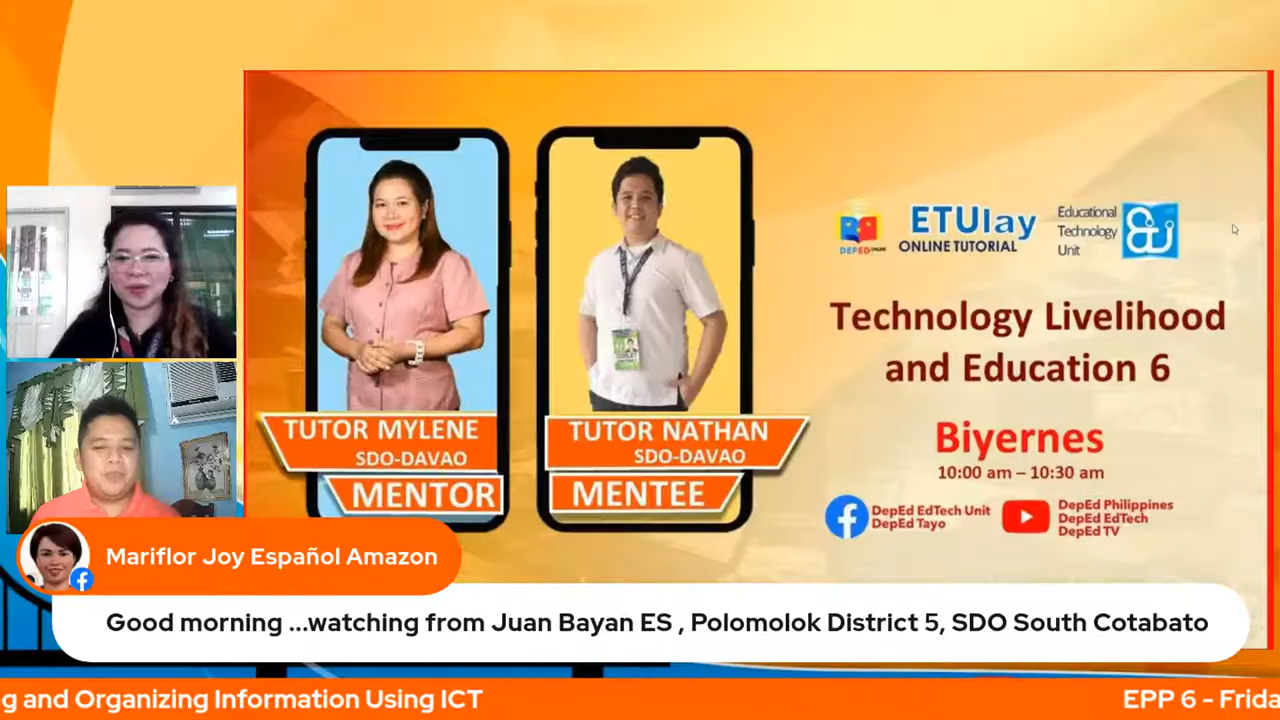 DEPED ONLINE
ETUlay
ONLINE TUTORIAL
Educational
Technology
Unit
Technology Livelihood
and Education 6
Biyernes
10:00 am – 10:30 am
DepEd EdTech Unit
DepEd Tayo
DepEd Philippines
DepEd EdTech
DepEd TV
TUTOR MYLENE
SDO-DAVAO
MENTOR
TUTOR NATHAN
SDO-DAVAO
MENTEE
Mariflor Joy Español Amazon
Good morning ...watching from Juan Bayan ES , Polomolok District 5, SDO South Cotabato
g and Organizing Information Using ICT
EPP 6 - Frida